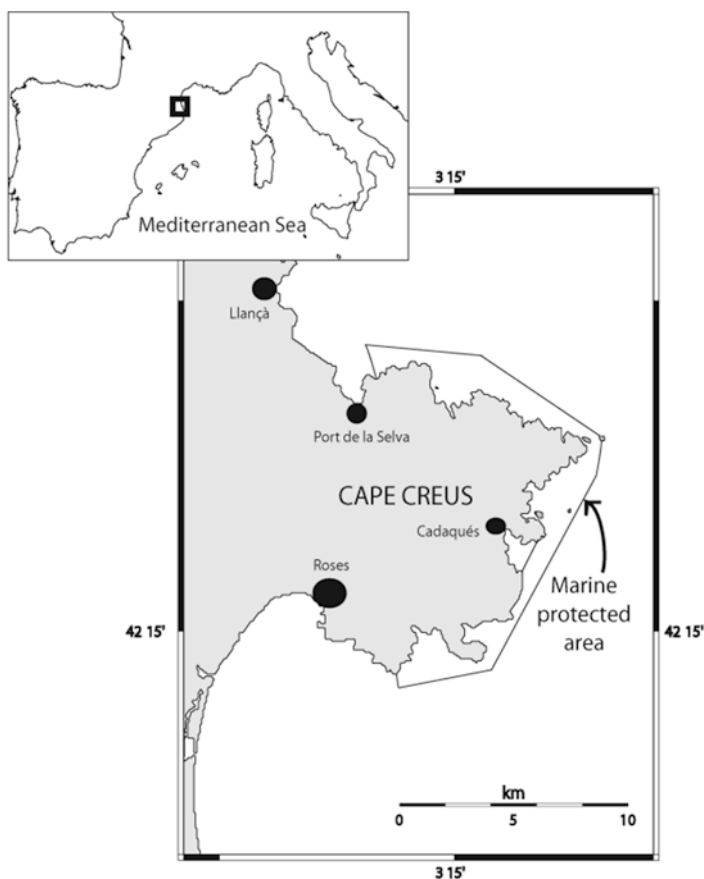 Mediterranean Sea
3 15'
Llançà
Port de la Selva
CAPE CREUS
Cadaqués
Roses
Marine
protected
area
42 15'
42 15'
km
0 5 10
3 15'